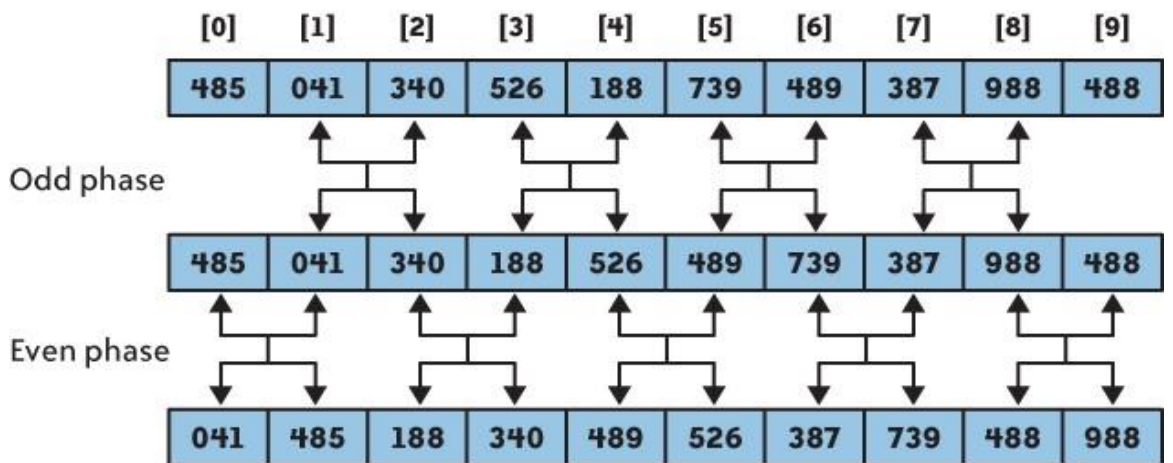 [0] [1] [2] [3] [4] [5] [6] [7] [8] [9]
485 041 340 526 188 739 489 387 988 488
Odd phase
485 041 340 188 526 489 739 387 988 488
Even phase
041 485 188 340 489 526 387 739 488 988